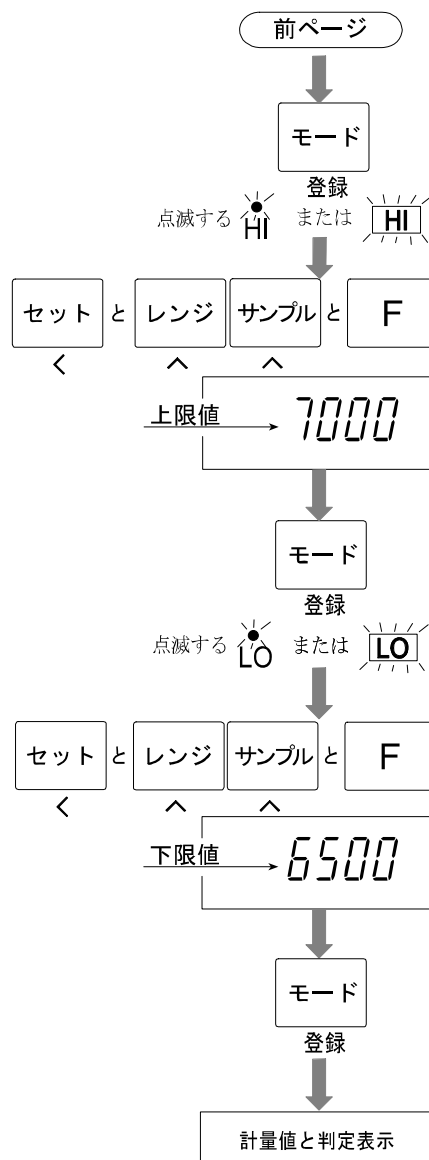 前ページ
モード
登録
点滅する HI または HI
セット と レンジ サンプル と F
< ^ ^
上限値 7000
モード
登録
点滅する LO または LO
セット と レンジ サンプル と F
< ^ ^
下限値 6500
モード
登録
計量値と判定表示